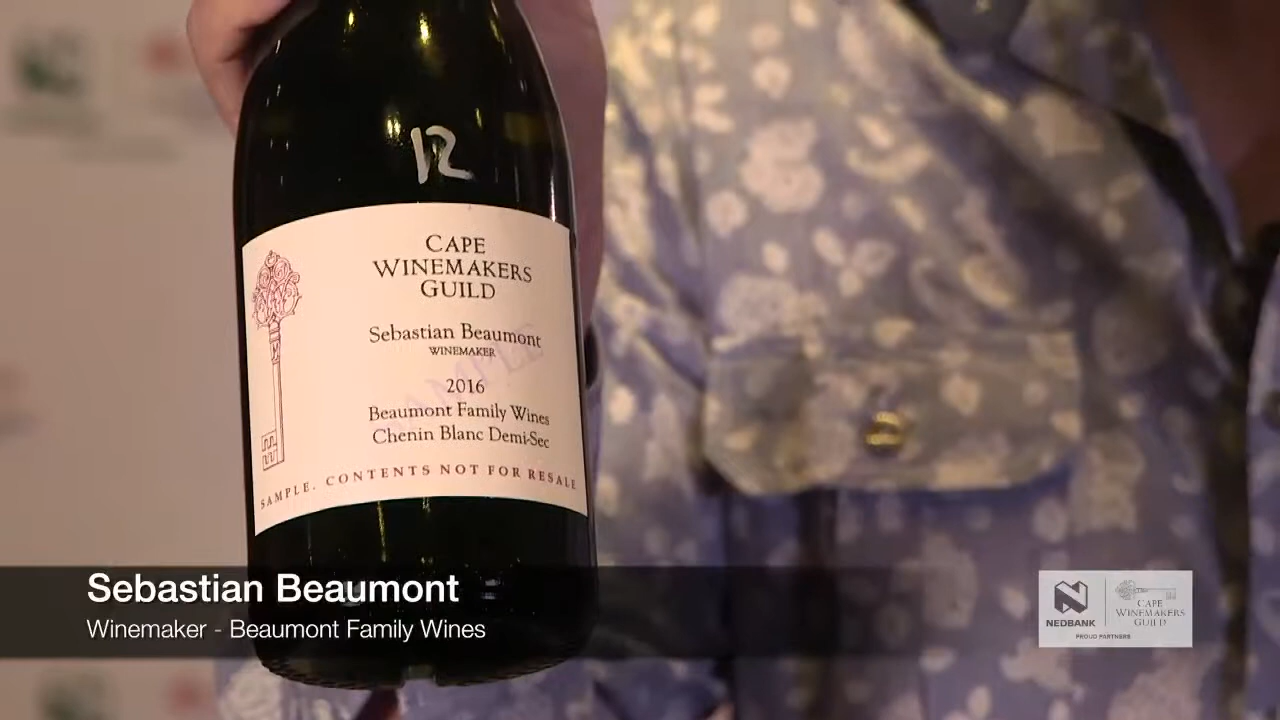 12
CAPE
WINEMAKERS
GUILD
Sebastian Beaumont
WINEMAKER
SAMPLE
2016
Beaumont Family Wines
Chenin Blanc Demi-Sec
SAMPLE. CONTENTS NOT FOR RESALE
Sebastian Beaumont
Winemaker - Beaumont Family Wines
NEDBANK
CAPE
WINEMAKERS
GUILD
PROUD PARTNERS